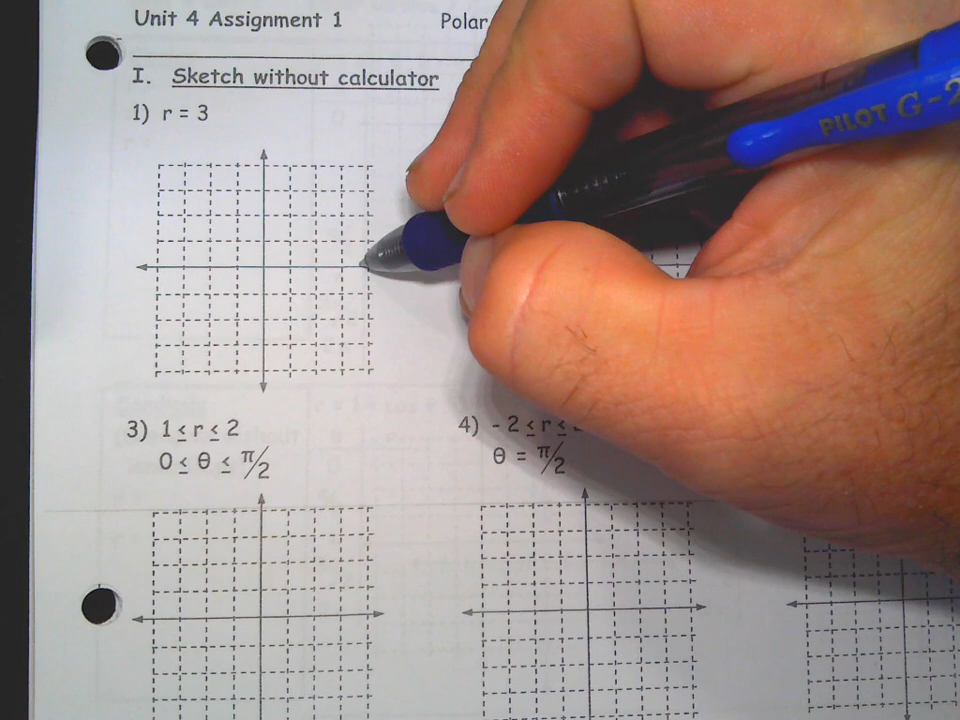 Unit 4 Assignment 1 Polar
I. Sketch without calculator
1) r = 3
PILOT G-2
3) 1 ≤ r ≤ 2
0 ≤ θ ≤ π/2
4) - 2 ≤ r ≤
θ = π/2